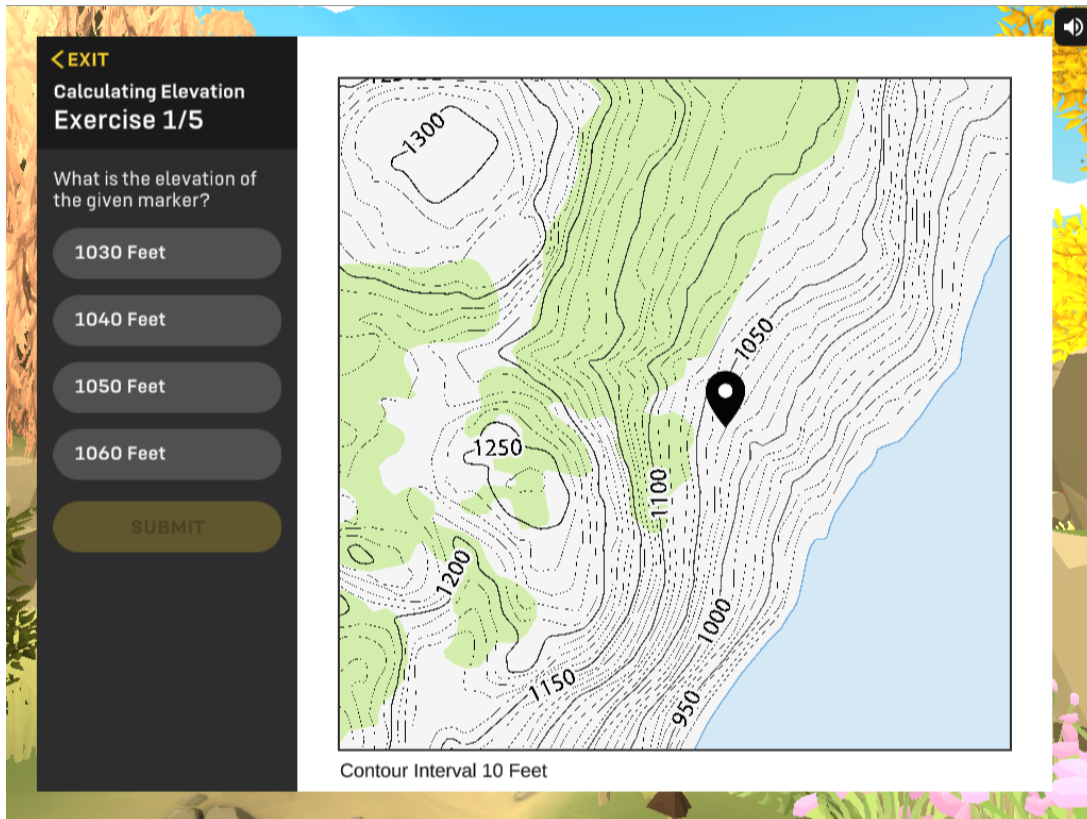 EXIT
Calculating Elevation
Exercise 1/5
What is the elevation of
the given marker?
1030 Feet
1040 Feet
1050 Feet
1060 Feet
SUBMIT
1300
1050
1250
1100
1200
1000
1150
950
Contour Interval 10 Feet